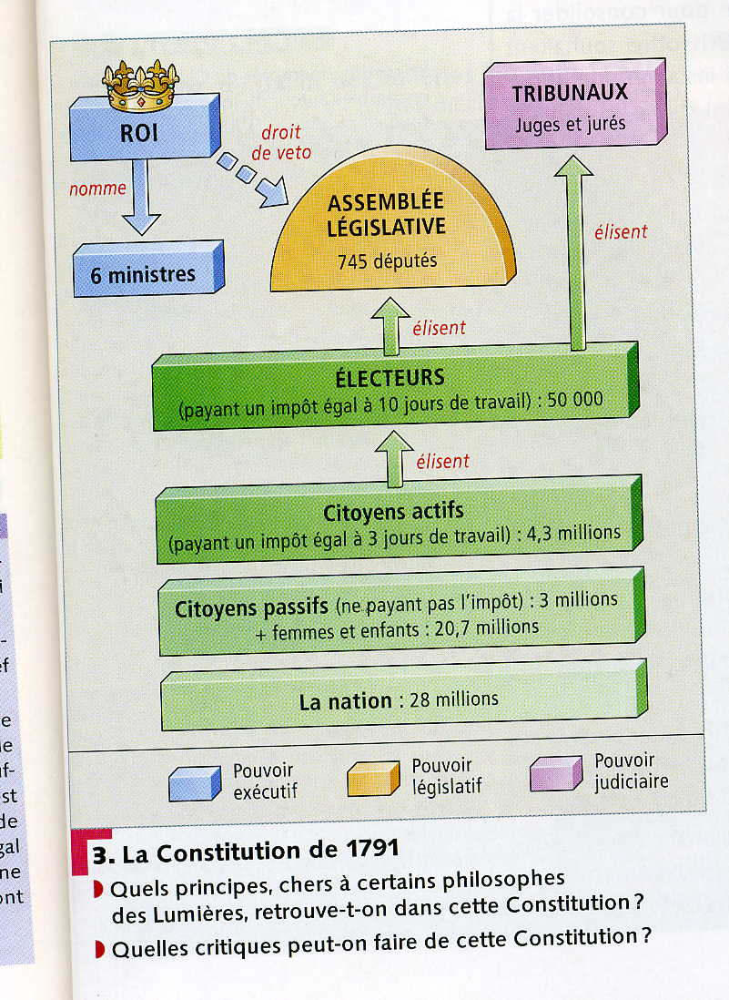 ROI
droit
de veto
nomme
6 ministres
ASSEMBLÉE
LÉGISLATIVE
745 députés
TRIBUNAUX
Juges et jurés
élisent
élisent
ÉLECTEURS
(payant un impôt égal à 10 jours de travail) : 50 000
élisent
Citoyens actifs
(payant un impôt égal à 3 jours de travail) : 4,3 millions
Citoyens passifs (ne payant pas l'impôt) : 3 millions
+ femmes et enfants : 20,7 millions
La nation : 28 millions
Pouvoir
exécutif
Pouvoir
législatif
Pouvoir
judiciaire
3. La Constitution de 1791
Quels principes, chers à certains philosophes
des Lumières, retrouve-t-on dans cette Constitution ?
Quelles critiques peut-on faire de cette Constitution ?